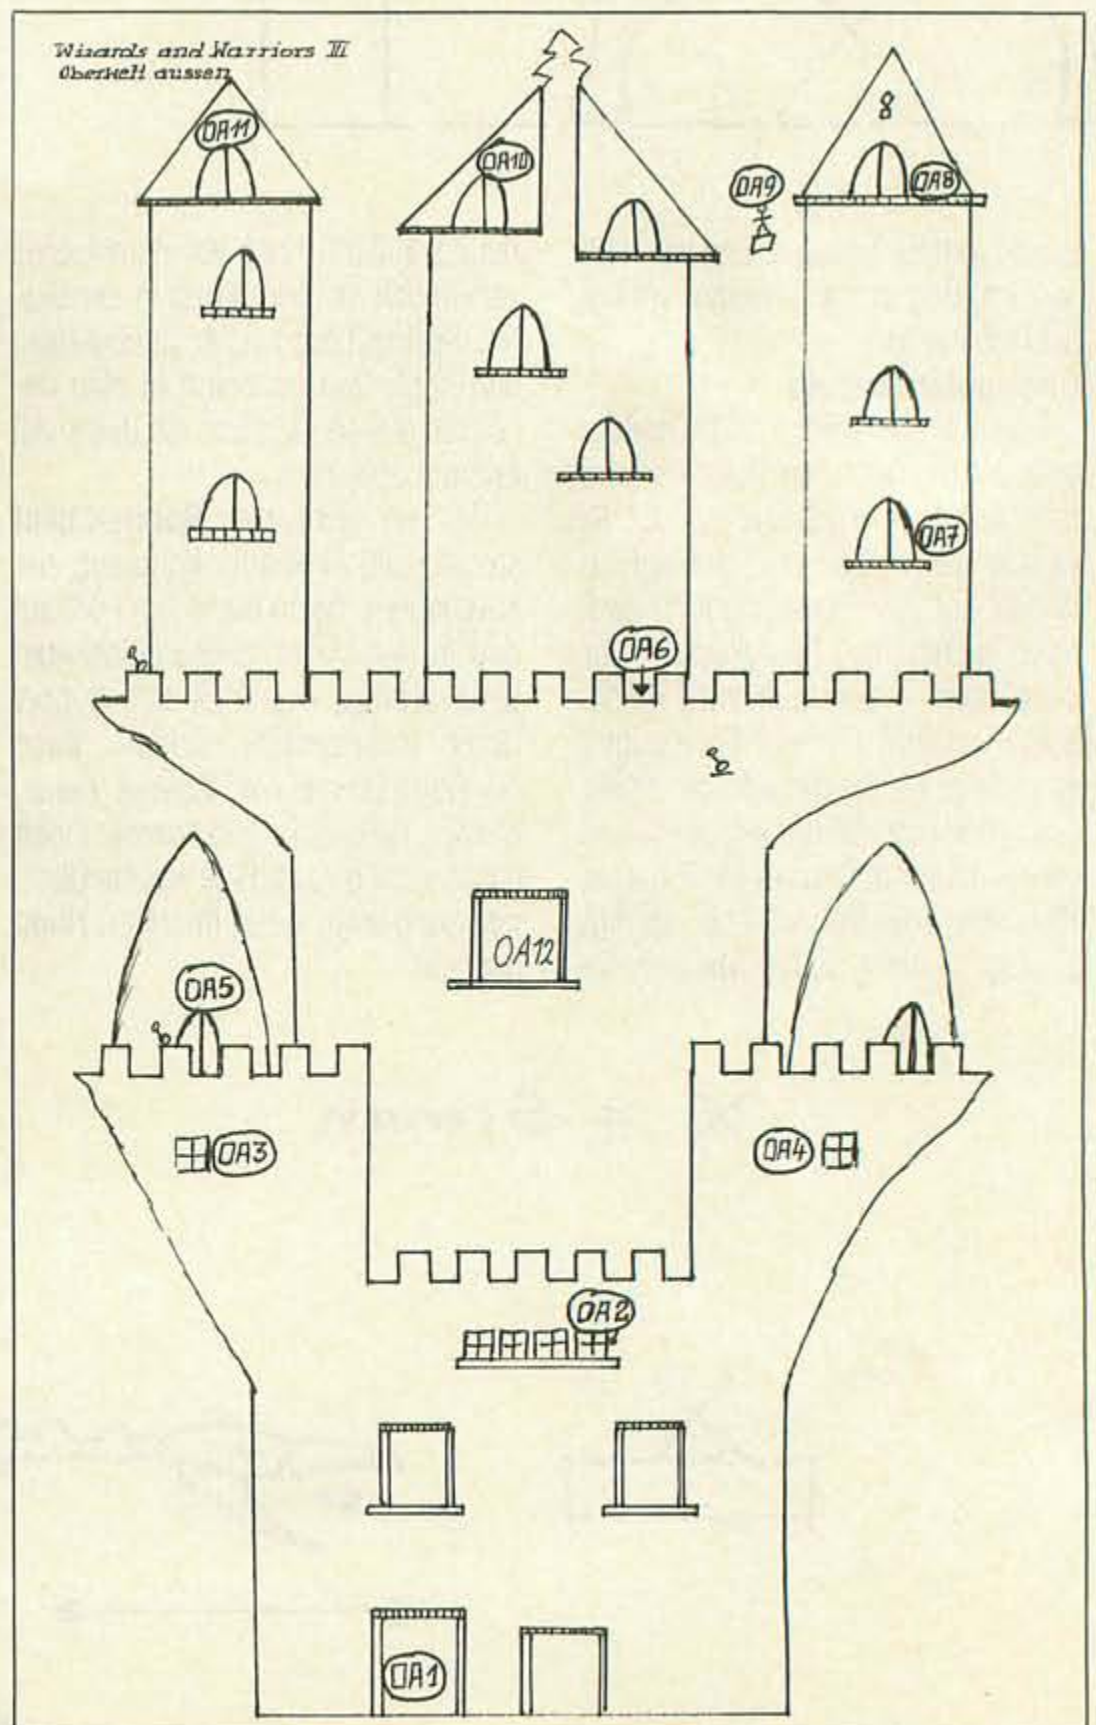 Wizards and Warriors III
Oberwelt aussen
OA11
OA10
OA9
8
OA8
OA7
OA6
OA12
OA5
OA3
OA4
OA2
OA1